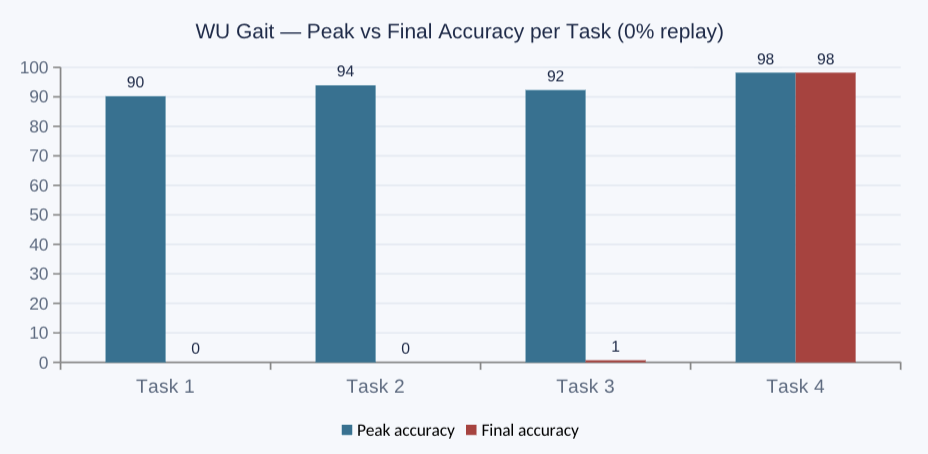 WU Gait — Peak vs Final Accuracy per Task (0% replay)
100
90
80
70
60
50
40
30
20
10
0
90
0
94
0
92
1
98
98
Task 1
Task 2
Task 3
Task 4
Peak accuracy
Final accuracy